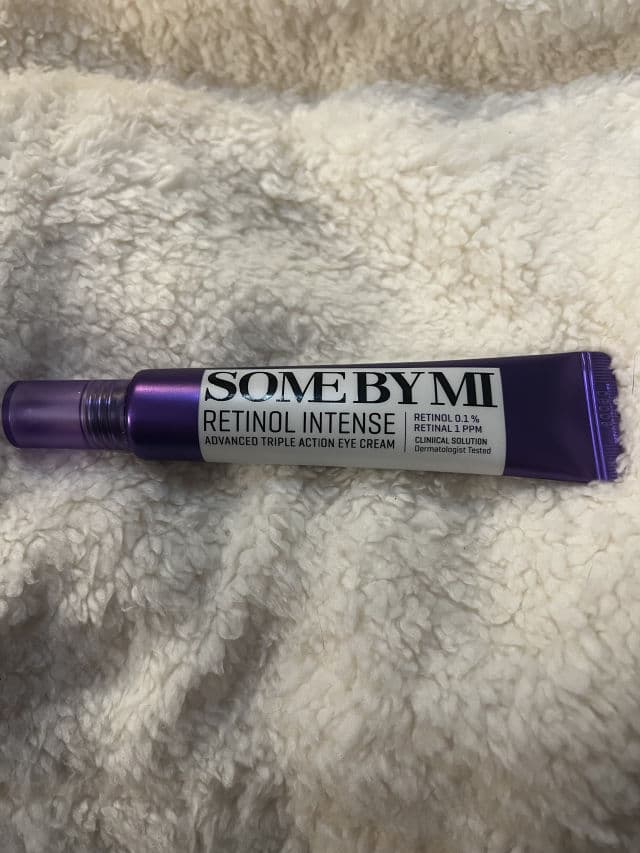 SOME BY MI
RETINOL INTENSE
ADVANCED TRIPLE ACTION EYE CREAM
RETINOL 0.1 %
RETINAL 1 PPM
CLINIICAL SOLUTION
Dermatologist Tested